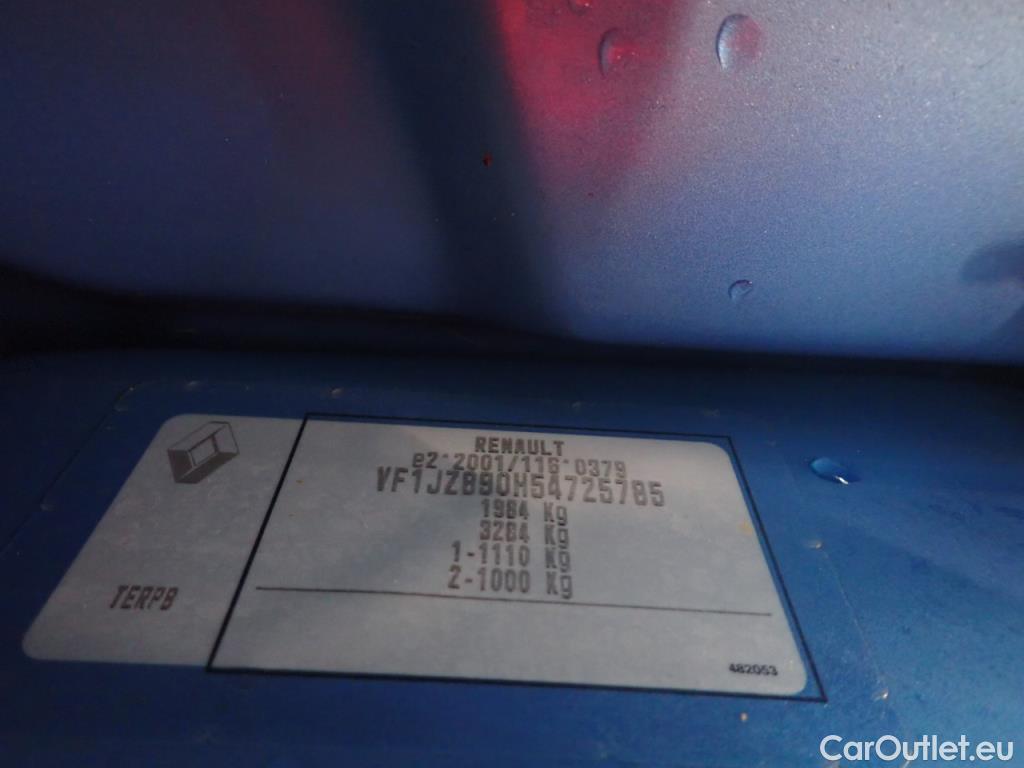 RENAULT
e2*2001/116*0379
VF1JZ890H54725785
1984 Kg
3284 Kg
1-1110 Kg
2-1000 Kg
TERPB
482053
CarOutlet.eu